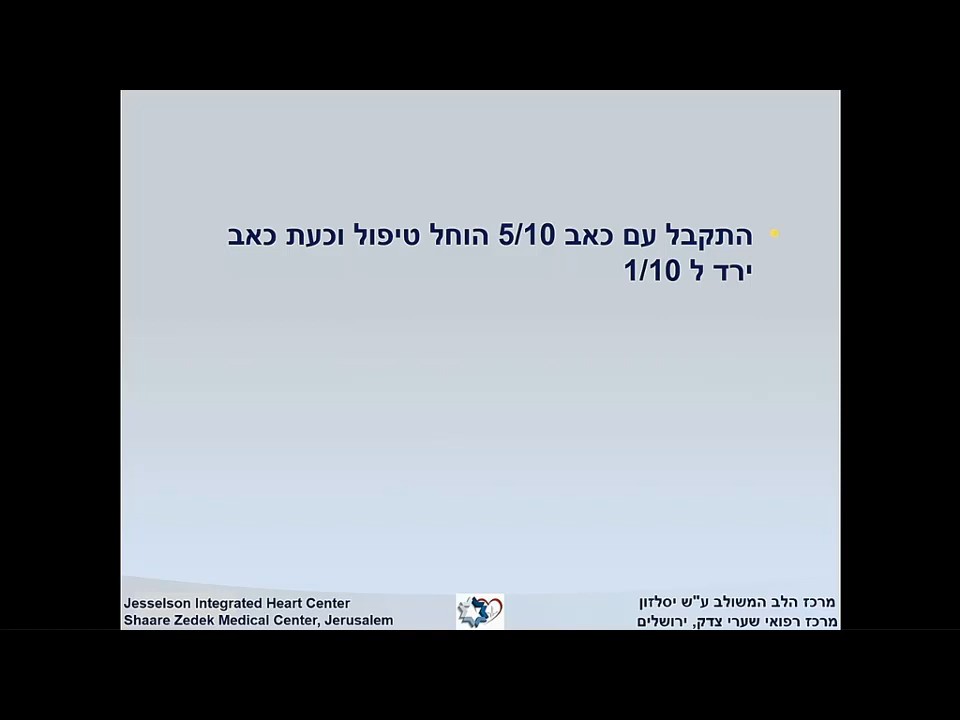 • התקבל עם כאב 5/10 הוחל טיפול וכעת כאב
ירד ל 1/10
Jesselson Integrated Heart Center
Shaare Zedek Medical Center, Jerusalem
מרכז הלב המשולב ע"ש יסלזון
מרכז רפואי שערי צדק, ירושלים